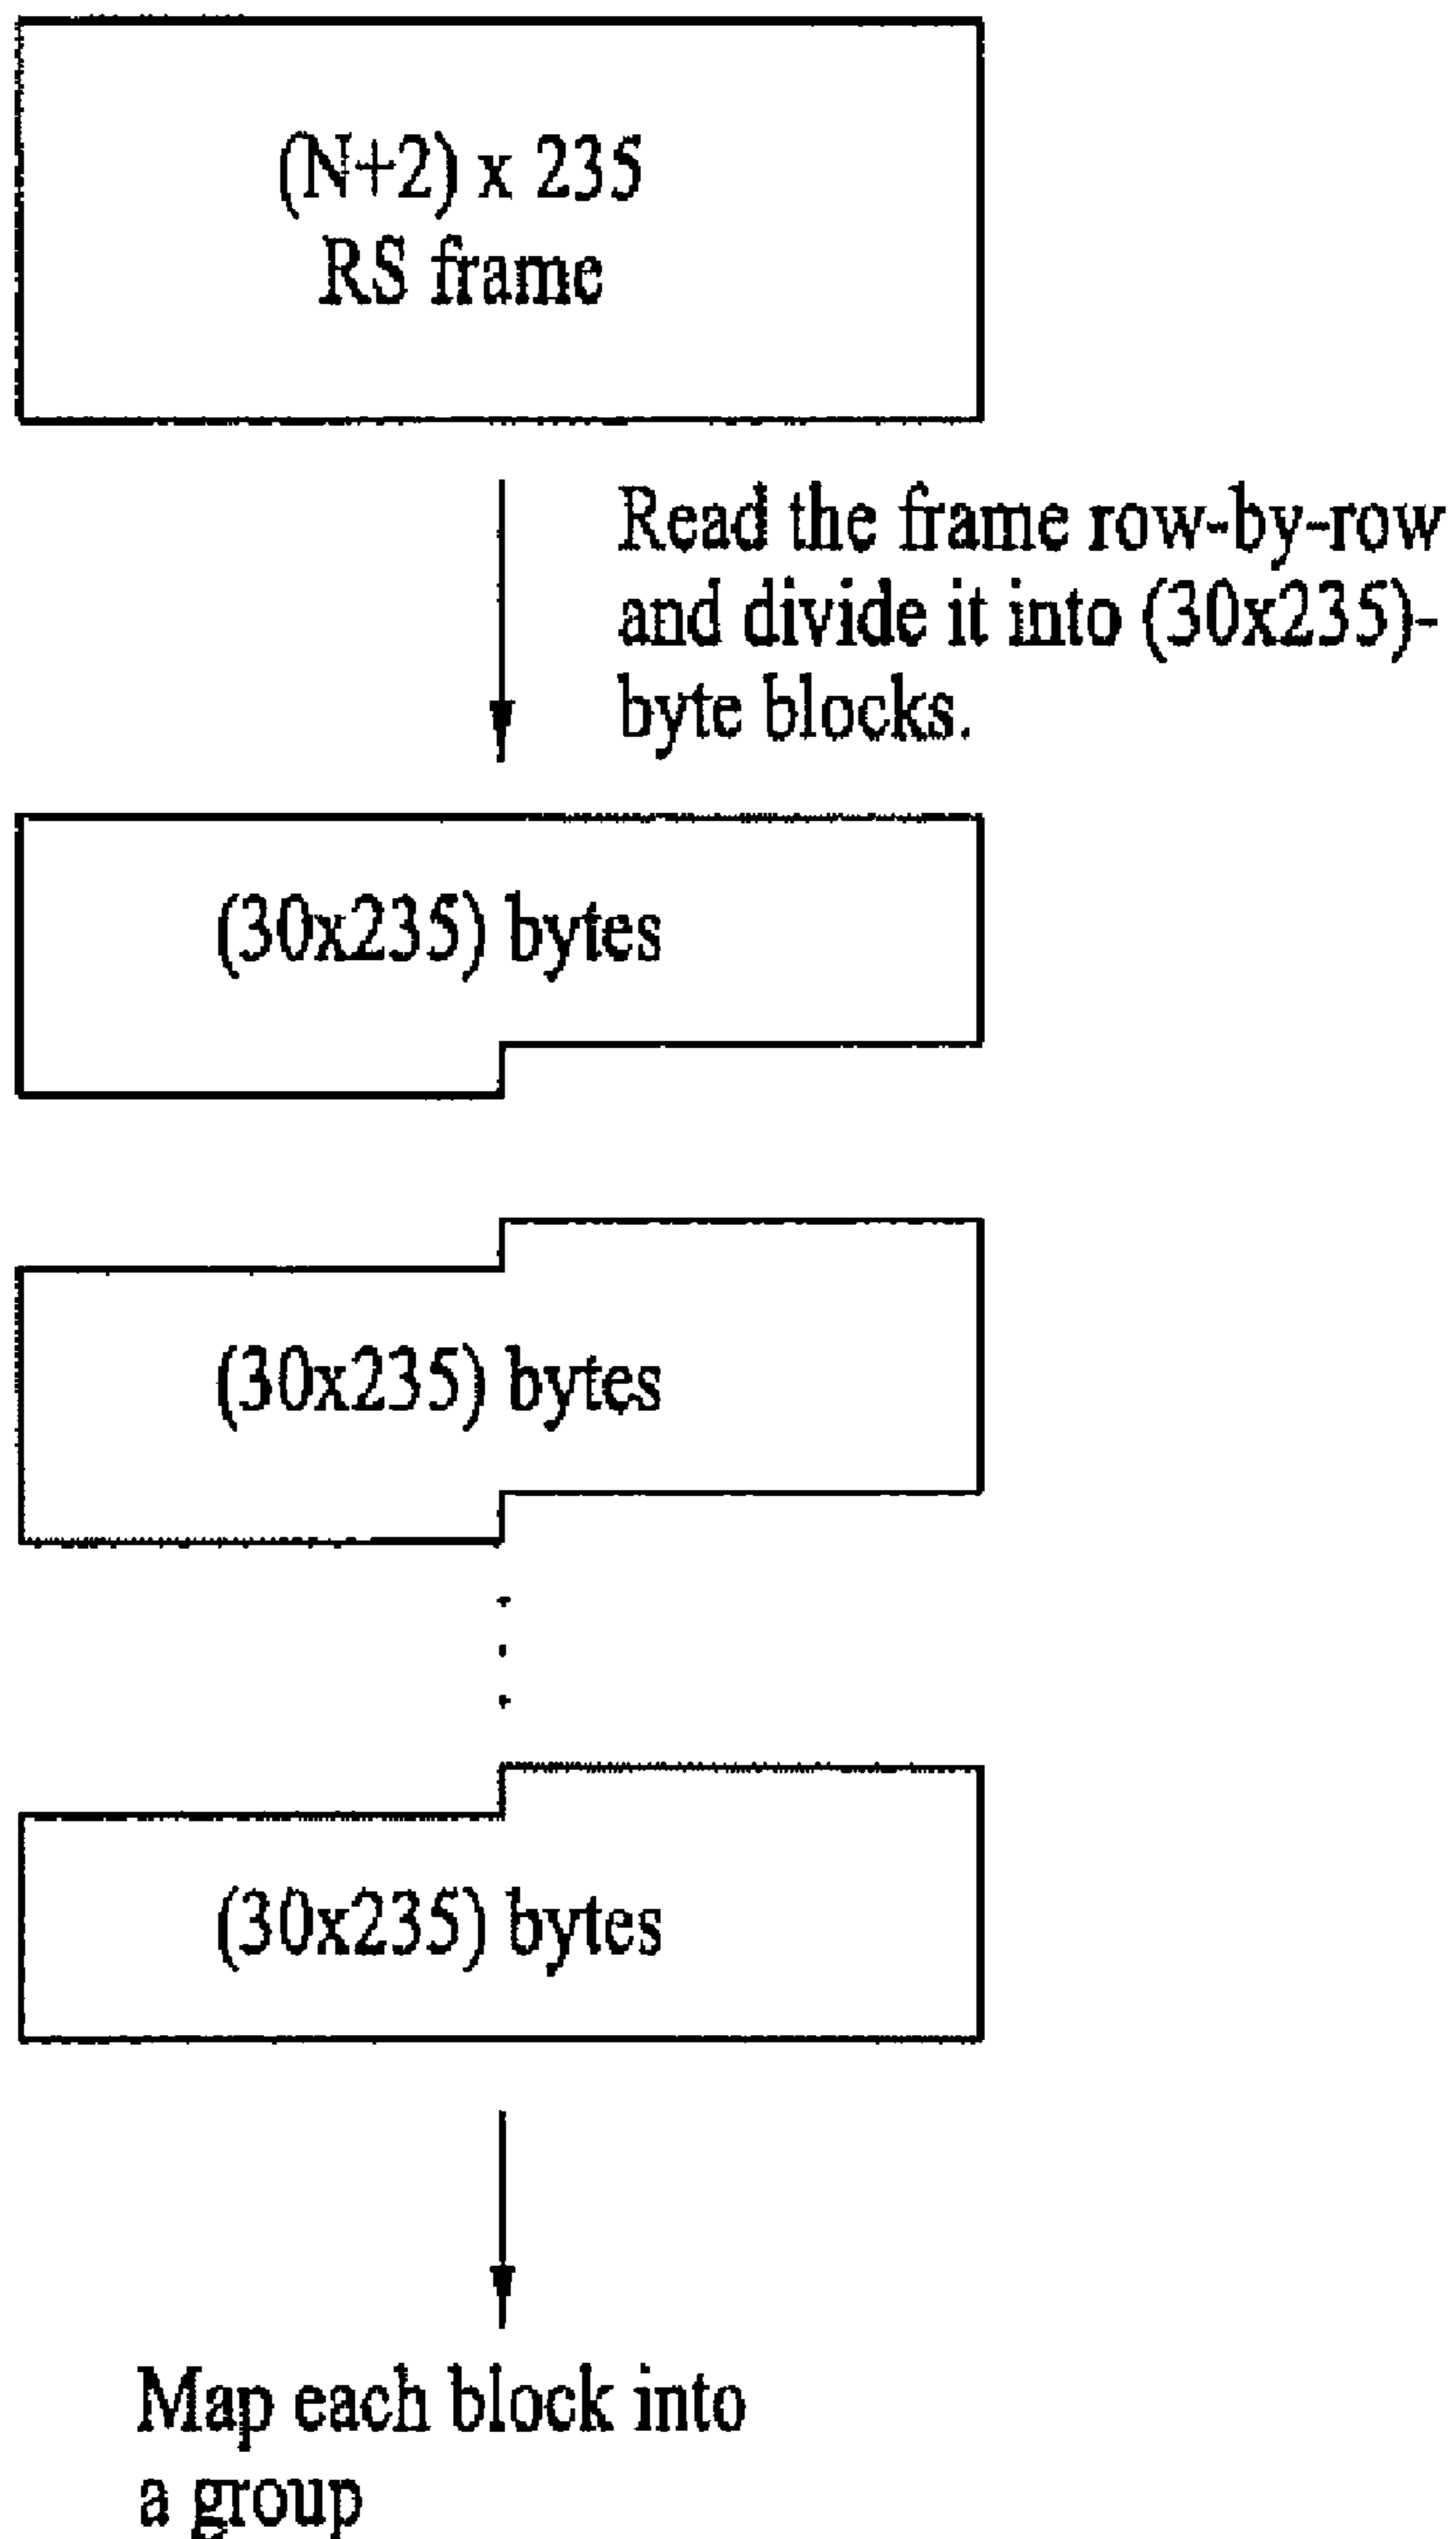 (N+2) x 235
RS frame
Read the frame row-by-row
and divide it into (30x235)-
byte blocks.
(30x235) bytes
(30x235) bytes
(30x235) bytes
Map each block into
a group